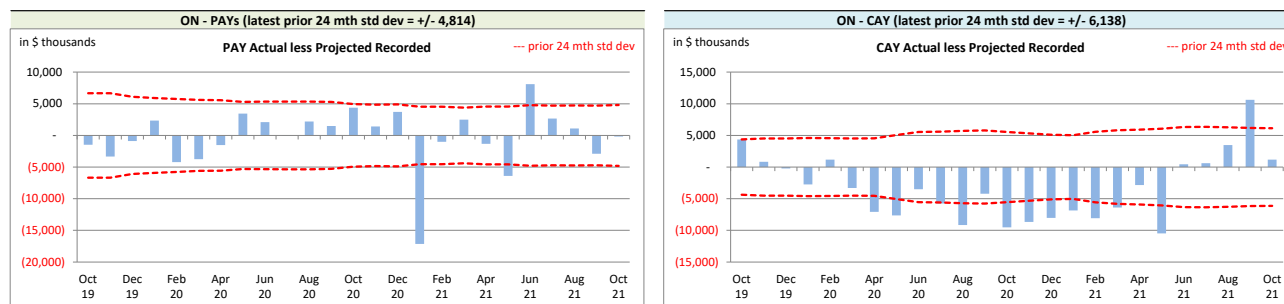 ON - PAYs (latest prior 24 mth std dev = +/- 4,814)
in $ thousands
PAY Actual less Projected Recorded
--- prior 24 mth std dev
10,000
5,000
-
(5,000)
(10,000)
(15,000)
(20,000)
Oct Dec Feb Apr Jun Aug Oct Dec Feb Apr Jun Aug Oct
19 19 20 20 20 20 20 20 21 21 21 21 21
ON - CAY (latest prior 24 mth std dev = +/- 6,138)
in $ thousands
CAY Actual less Projected Recorded
--- prior 24 mth std dev
15,000
10,000
5,000
-
(5,000)
(10,000)
(15,000)
Oct Dec Feb Apr Jun Aug Oct Dec Feb Apr Jun Aug Oct
19 19 20 20 20 20 20 20 21 21 21 21 21